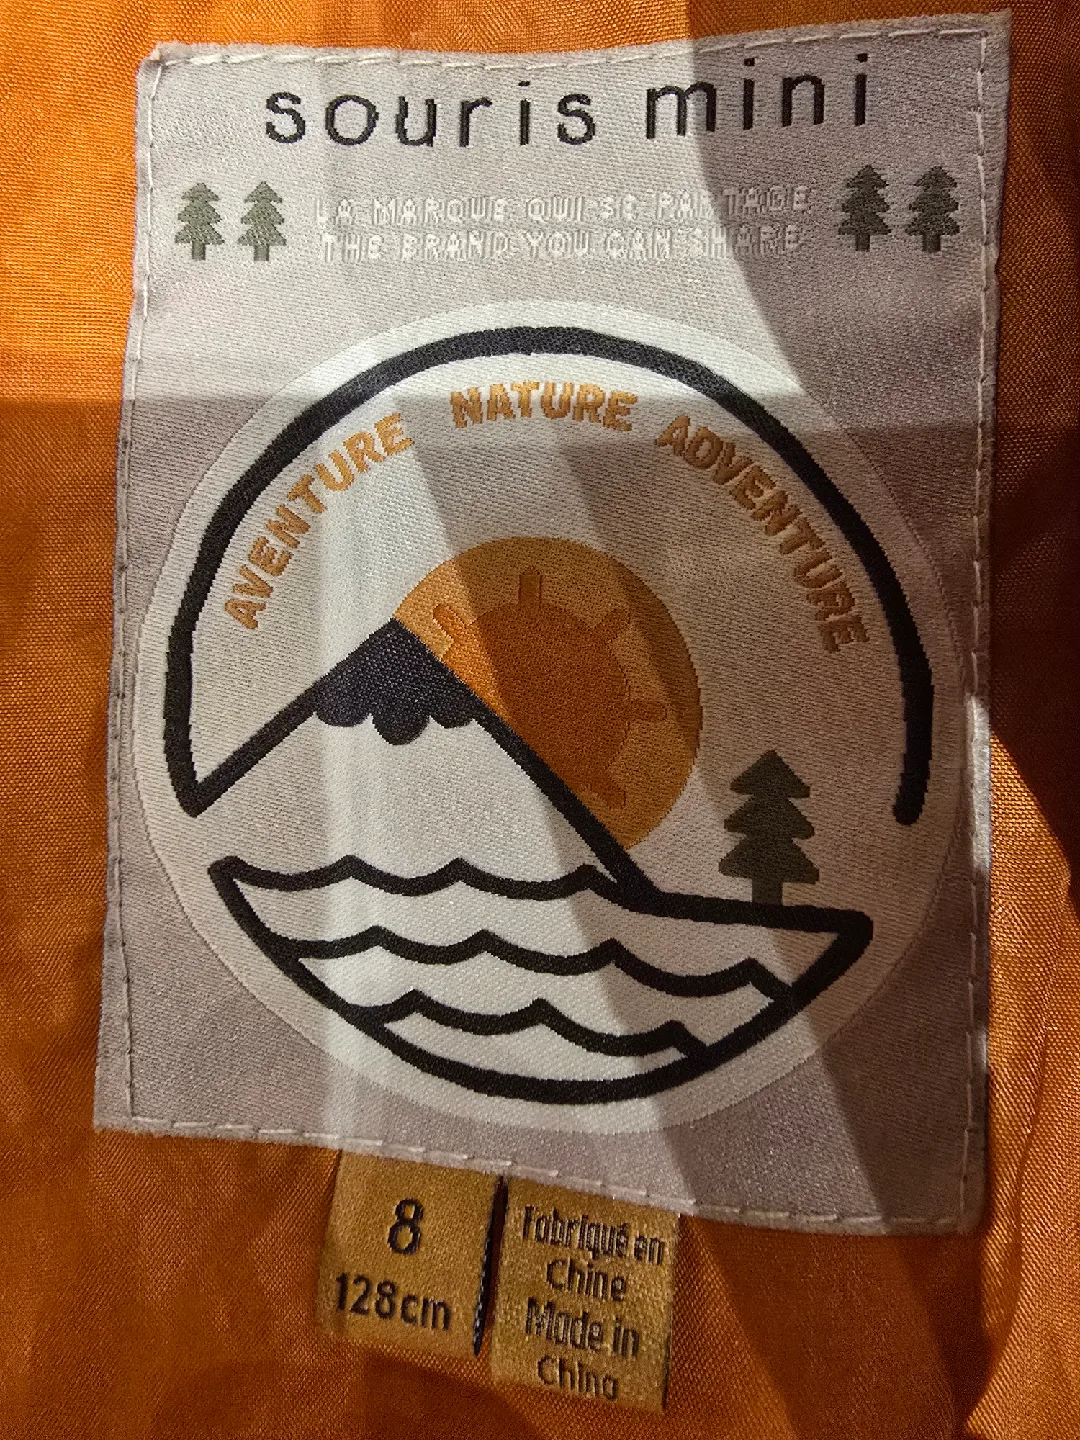 souris mini
LA MARQUE QUI SE PARTAGE
THE BRAND YOU CAN SHARE
AVENTURE NATURE ADVENTURE
8
128cm
Fabriqué en
Chine
Made in
China